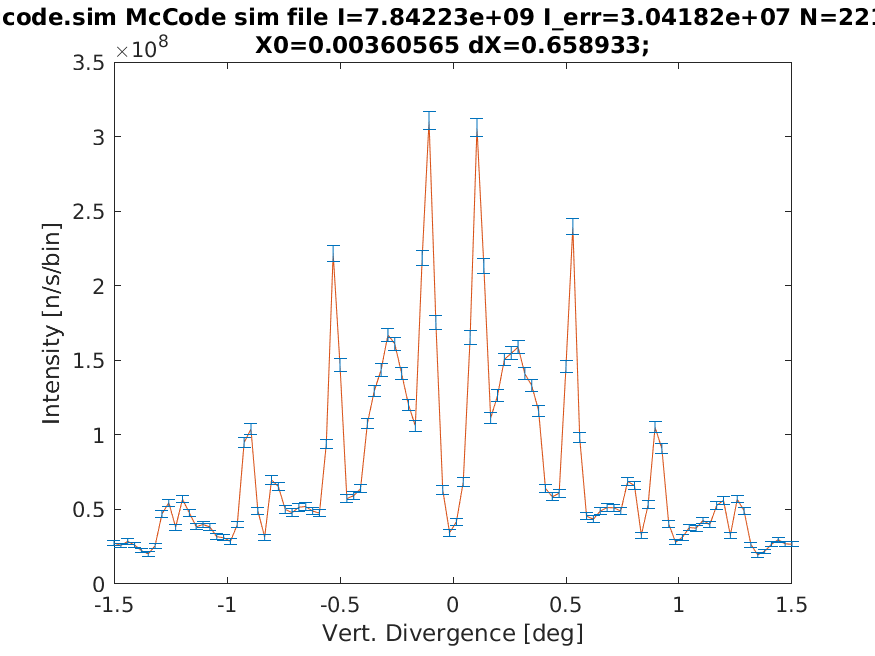 code.sim McCode sim file I=7.84223e+09 I_err=3.04182e+07 N=221
X0=0.00360565 dX=0.658933;
×10^8
3.5
3
2.5
2
1.5
1
0.5
0
Intensity [n/s/bin]
-1.5 -1 -0.5 0 0.5 1 1.5
Vert. Divergence [deg]